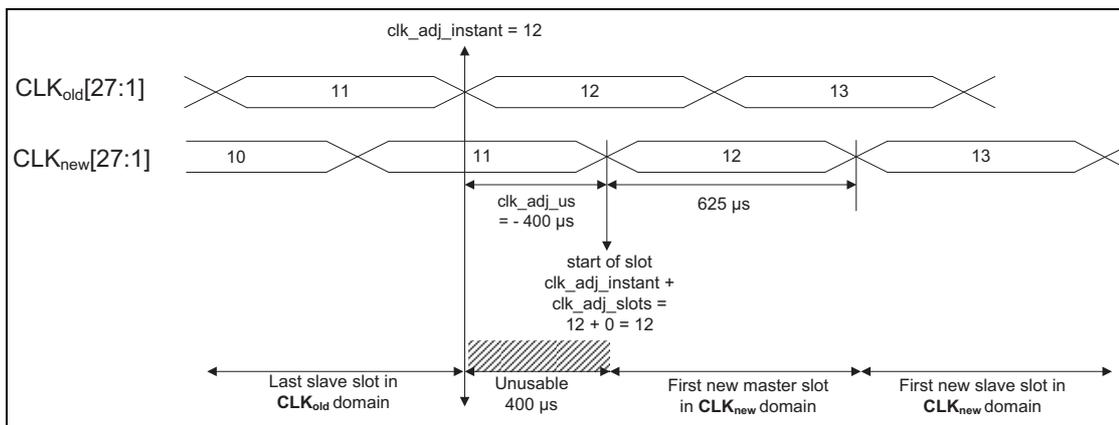 clk_adj_instant = 12
CLKold[27:1]
11
12
13
CLKnew[27:1]
10
11
12
13
clk_adj_us
= - 400 µs
625 µs
start of slot
clk_adj_instant +
clk_adj_slots =
12 + 0 = 12
Last slave slot in
CLKold domain
Unusable
400 µs
First new master slot
in CLKnew domain
First new slave slot in
CLKnew domain